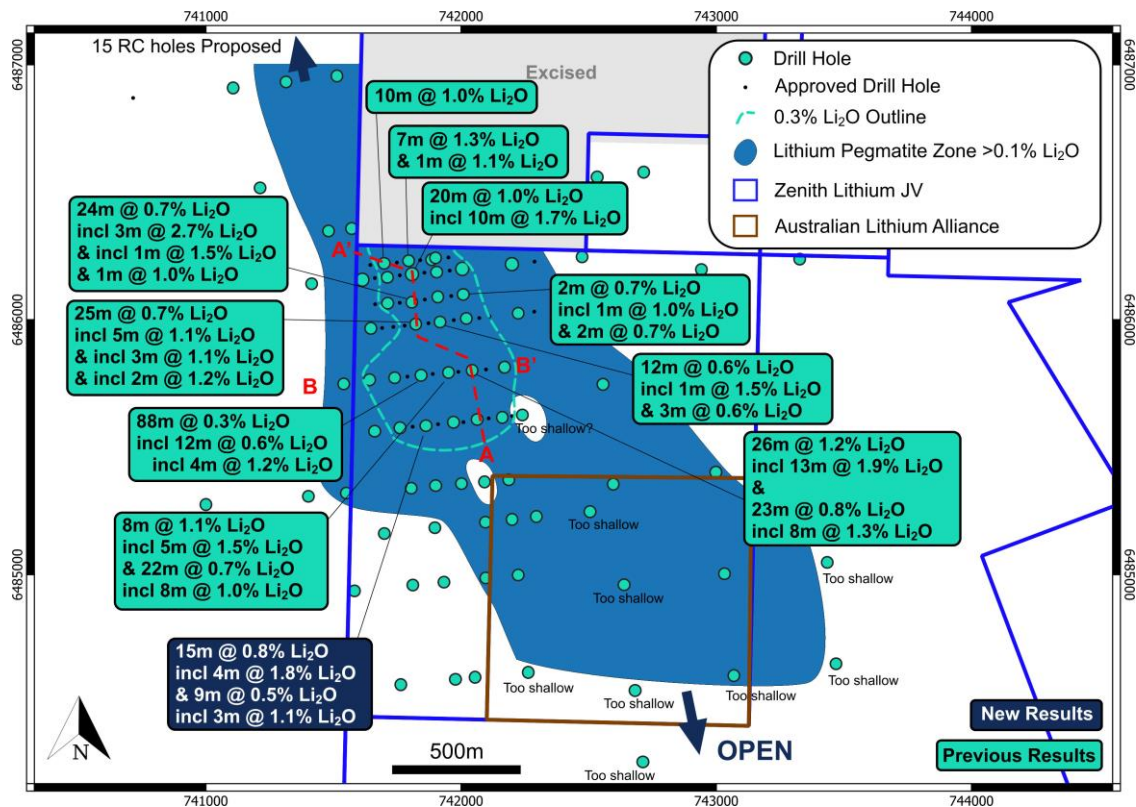 741000
742000
743000
744000
6487000
6487000
15 RC holes Proposed
Excised
Drill Hole
Approved Drill Hole
0.3% Li₂O Outline
Lithium Pegmatite Zone >0.1% Li₂O
Zenith Lithium JV
Australian Lithium Alliance
10m @ 1.0% Li₂O
7m @ 1.3% Li₂O
& 1m @ 1.1% Li₂O
20m @ 1.0% Li₂O
incl 10m @ 1.7% Li₂O
24m @ 0.7% Li₂O
incl 3m @ 2.7% Li₂O
& incl 1m @ 1.5% Li₂O
& 1m @ 1.0% Li₂O
A'
6486000
6486000
25m @ 0.7% Li₂O
incl 5m @ 1.1% Li₂O
& incl 3m @ 1.1% Li₂O
& incl 2m @ 1.2% Li₂O
2m @ 0.7% Li₂O
incl 1m @ 1.0% Li₂O
& 2m @ 0.7% Li₂O
B
B'
12m @ 0.6% Li₂O
incl 1m @ 1.5% Li₂O
& 3m @ 0.6% Li₂O
88m @ 0.3% Li₂O
incl 12m @ 0.6% Li₂O
incl 4m @ 1.2% Li₂O
Too shallow?
A
26m @ 1.2% Li₂O
incl 13m @ 1.9% Li₂O
&
23m @ 0.8% Li₂O
incl 8m @ 1.3% Li₂O
8m @ 1.1% Li₂O
incl 5m @ 1.5% Li₂O
& 22m @ 0.7% Li₂O
incl 8m @ 1.0% Li₂O
Too shallow
6485000
6485000
Too shallow
Too shallow
15m @ 0.8% Li₂O
incl 4m @ 1.8% Li₂O
& 9m @ 0.5% Li₂O
incl 3m @ 1.1% Li₂O
Too shallow
Too shallow
Too shallow
Too shallow
N
500m
OPEN
Too shallow
New Results
Previous Results
741000
742000
743000
744000